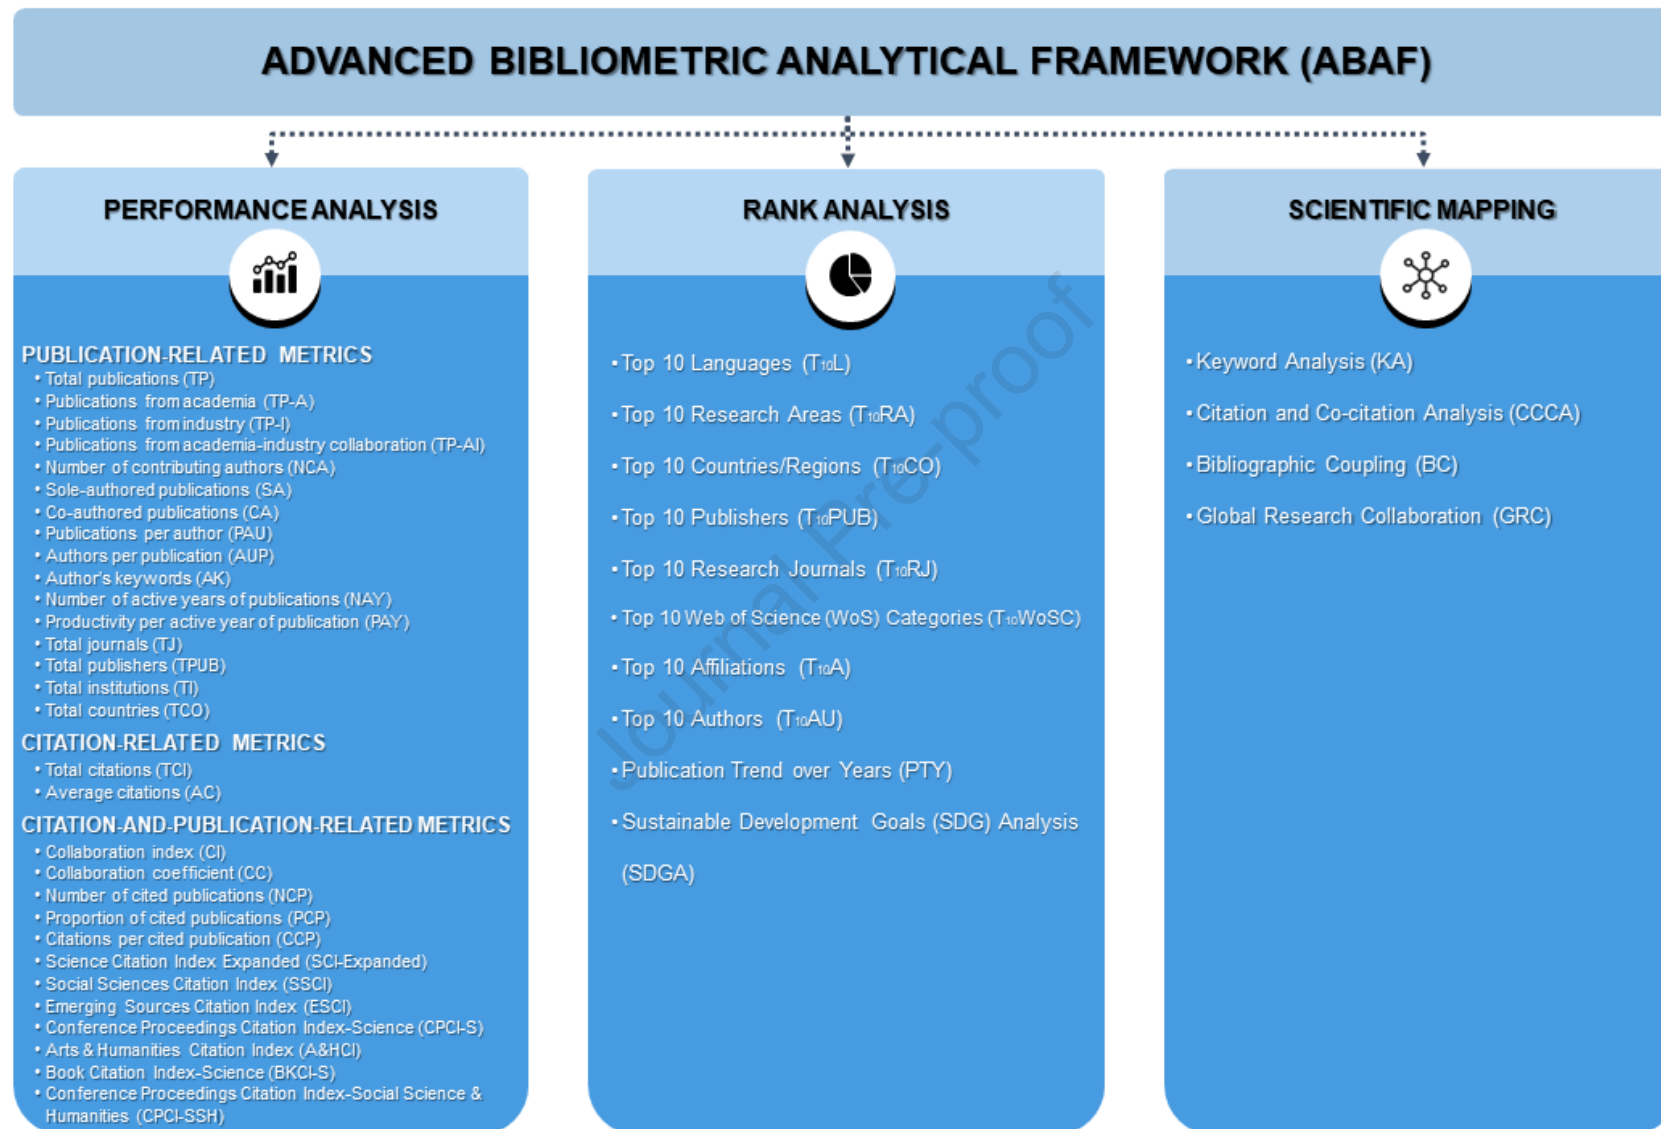 ADVANCED BIBLIOMETRIC ANALYTICAL FRAMEWORK (ABAF)
PERFORMANCE ANALYSIS
PUBLICATION-RELATED METRICS
• Total publications (TP)
• Publications from academia (TP-A)
• Publications from industry (TP-I)
• Publications from academia-industry collaboration (TP-AI)
• Number of contributing authors (NCA)
• Sole-authored publications (SA)
• Co-authored publications (CA)
• Publications per author (PAU)
• Authors per publication (AUP)
• Author's keywords (AK)
• Number of active years of publications (NAY)
• Productivity per active year of publication (PAY)
• Total journals (TJ)
• Total publishers (TPUB)
• Total institutions (TI)
• Total countries (TCO)
CITATION-RELATED METRICS
• Total citations (TCI)
• Average citations (AC)
CITATION-AND-PUBLICATION-RELATED METRICS
• Collaboration index (CI)
• Collaboration coefficient (CC)
• Number of cited publications (NCP)
• Proportion of cited publications (PCP)
• Citations per cited publication (CCP)
• Science Citation Index Expanded (SCI-Expanded)
• Social Sciences Citation Index (SSCI)
• Emerging Sources Citation Index (ESCI)
• Conference Proceedings Citation Index-Science (CPCI-S)
• Arts & Humanities Citation Index (A&HCI)
• Book Citation Index-Science (BKCI-S)
• Conference Proceedings Citation Index-Social Science &
Humanities (CPCI-SSH)
RANK ANALYSIS
• Top 10 Languages (T10L)
• Top 10 Research Areas (T10RA)
• Top 10 Countries/Regions (T10CO)
• Top 10 Publishers (T10PUB)
• Top 10 Research Journals (T10RJ)
• Top 10 Web of Science (WoS) Categories (T10WoSC)
• Top 10 Affiliations (T10A)
• Top 10 Authors (T10AU)
• Publication Trend over Years (PTY)
• Sustainable Development Goals (SDG) Analysis
(SDGA)
SCIENTIFIC MAPPING
• Keyword Analysis (KA)
• Citation and Co-citation Analysis (CCCA)
• Bibliographic Coupling (BC)
• Global Research Collaboration (GRC)
Journal Pre-proof